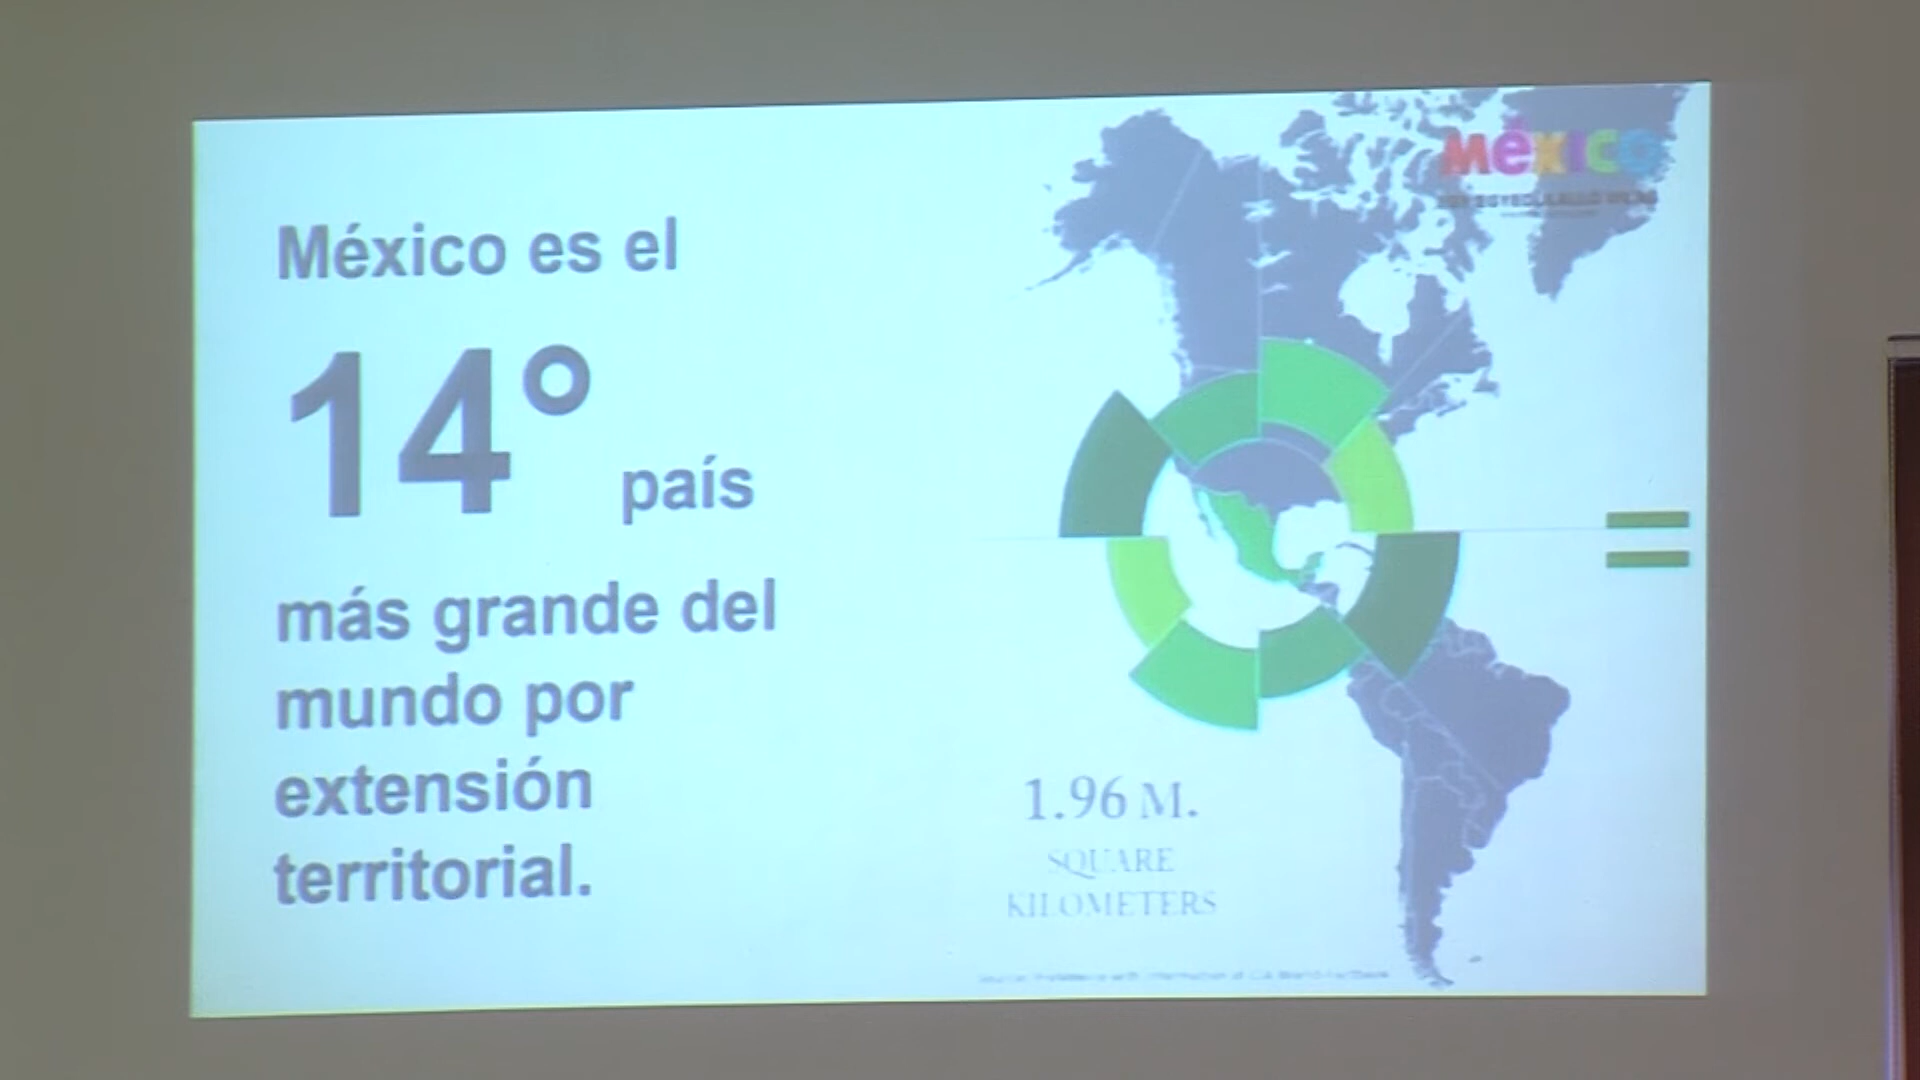 México es el
14° país
más grande del
mundo por
extensión
territorial.
MéxIco
1.96 M.
SQUARE
KILOMETERS